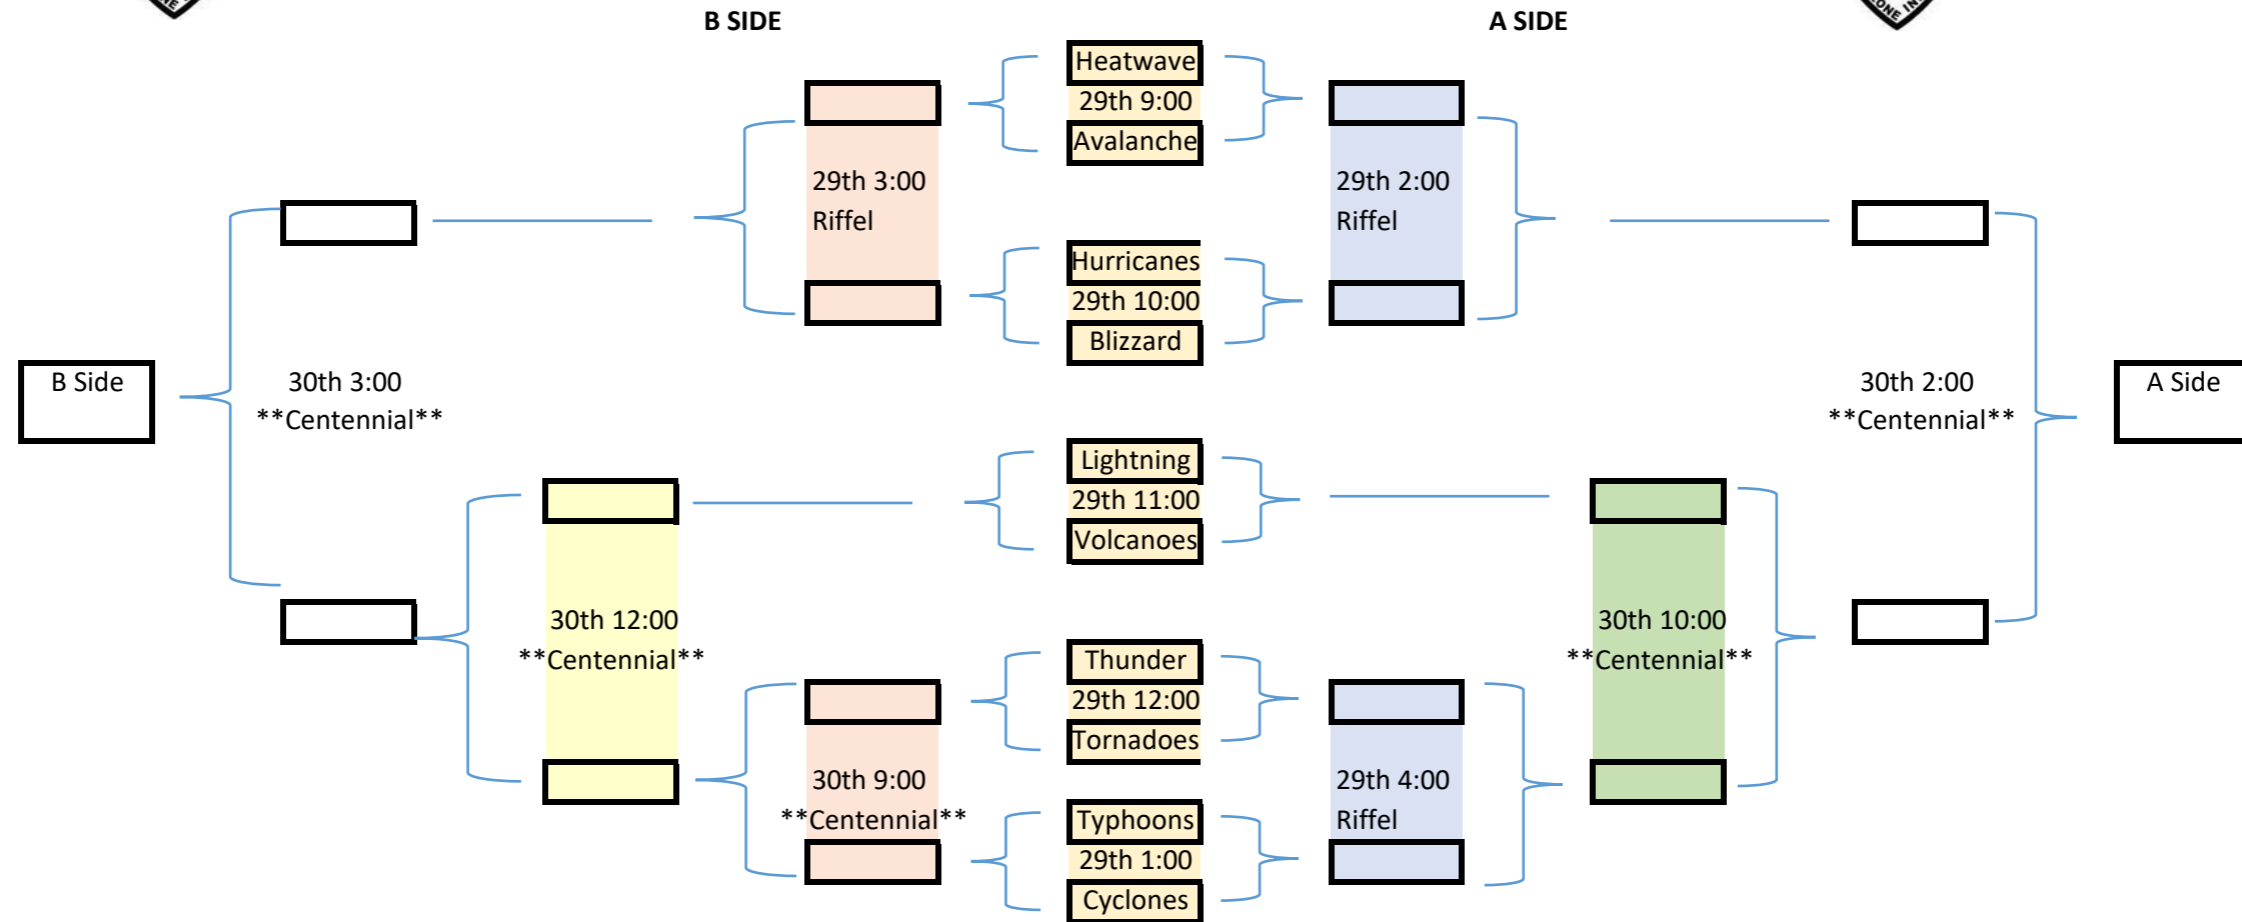 B SIDE
A SIDE
Heatwave
29th 9:00
Avalanche
29th 3:00
Riffel
29th 2:00
Riffel
Hurricanes
29th 10:00
Blizzard
B Side
30th 3:00
**Centennial**
30th 2:00
**Centennial**
A Side
Lightning
29th 11:00
Volcanoes
30th 12:00
**Centennial**
30th 10:00
**Centennial**
Thunder
29th 12:00
Tornadoes
30th 9:00
**Centennial**
29th 4:00
Riffel
Typhoons
29th 1:00
Cyclones